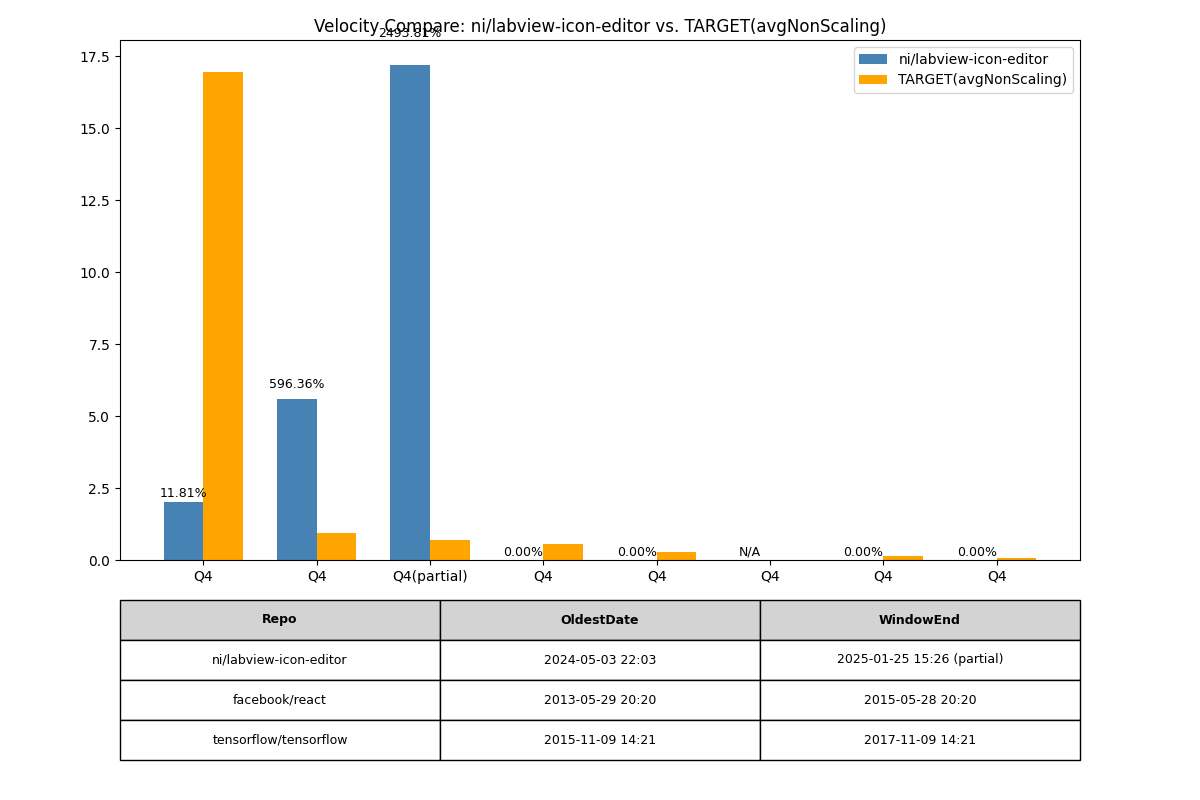 Velocity Compare: ni/labview-icon-editor vs. TARGET(avgNonScaling)
2493.81%
17.5
15.0
12.5
10.0
7.5
5.0
2.5
0.0
ni/labview-icon-editor
TARGET(avgNonScaling)
11.81%
596.36%
0.00%
0.00%
N/A
0.00%
0.00%
Q4
Q4
Q4(partial)
Q4
Q4
Q4
Q4
Q4
Repo OldestDate WindowEnd
ni/labview-icon-editor 2024-05-03 22:03 2025-01-25 15:26 (partial)
facebook/react 2013-05-29 20:20 2015-05-28 20:20
tensorflow/tensorflow 2015-11-09 14:21 2017-11-09 14:21